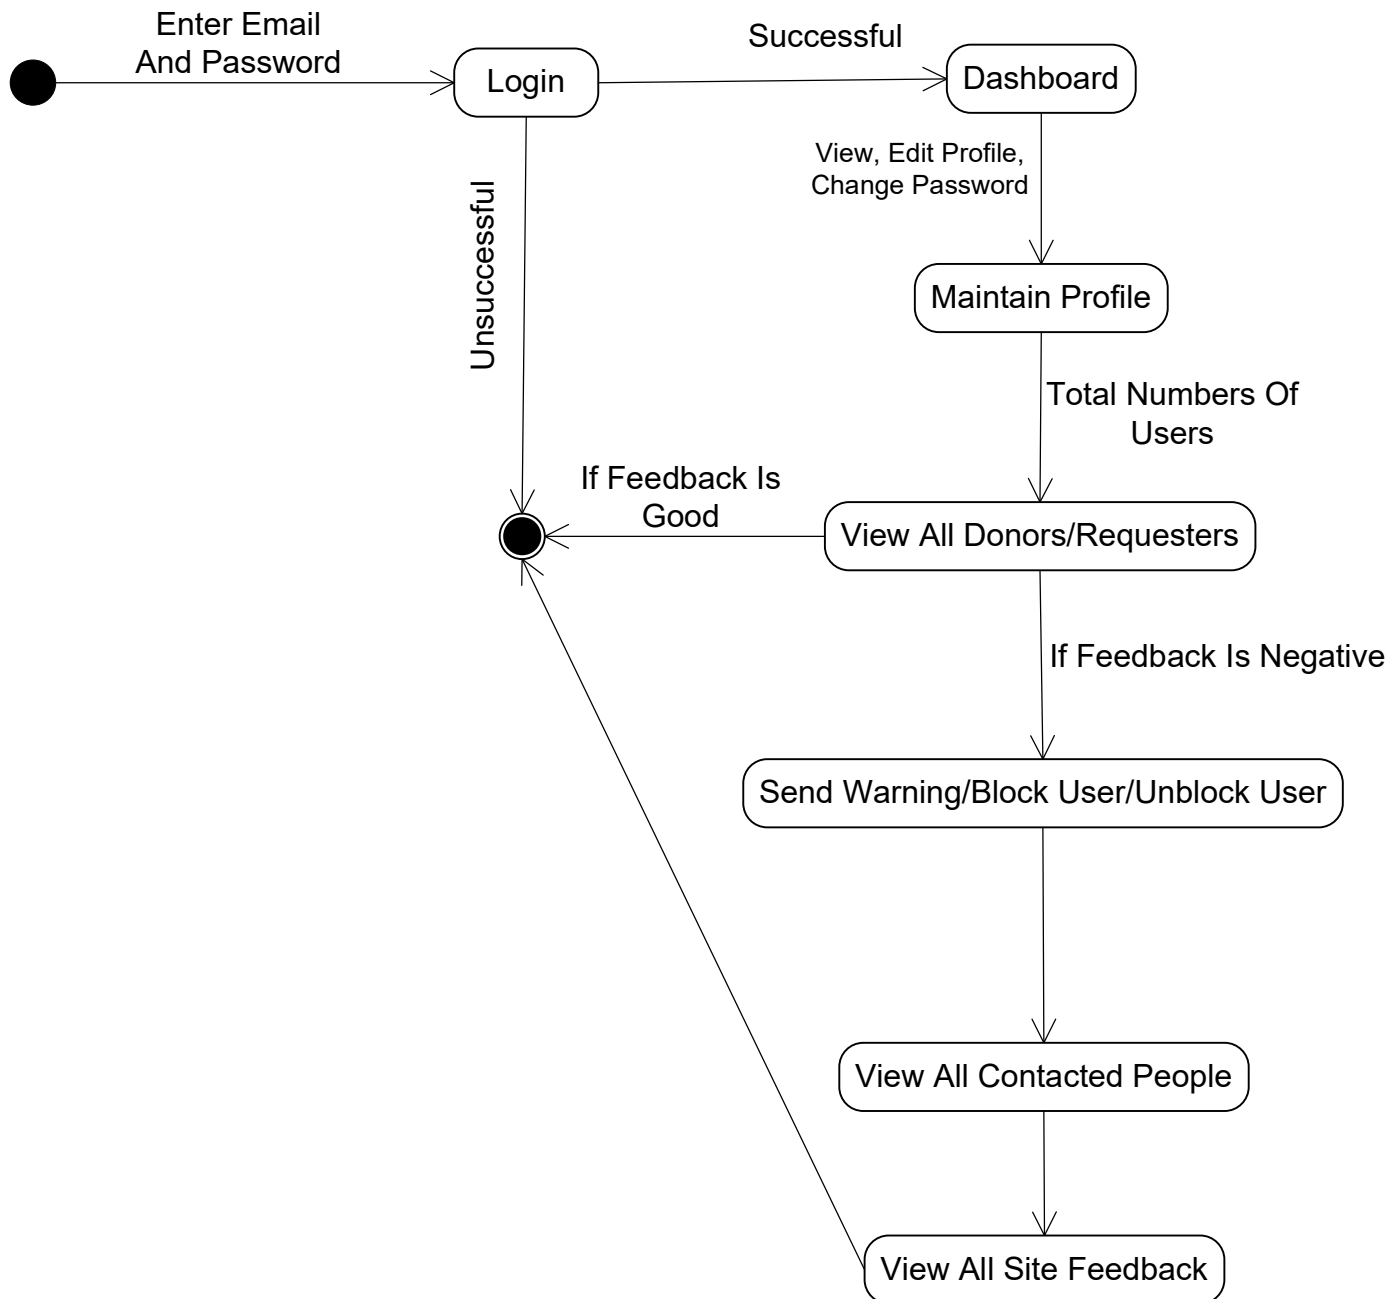 Enter Email
And Password
Successful
Login
Dashboard
View, Edit Profile,
Change Password
Unsuccessful
Maintain Profile
Total Numbers Of
Users
If Feedback Is
Good
View All Donors/Requesters
If Feedback Is Negative
Send Warning/Block User/Unblock User
View All Contacted People
View All Site Feedback